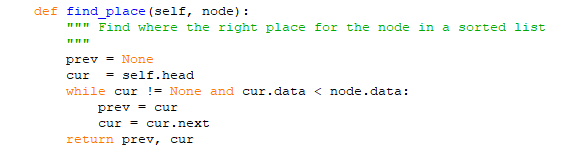 def find_place(self, node):
""" Find where the right place for the node in a sorted list
"""
prev = None
cur  = self.head
while cur != None and cur.data < node.data:
prev = cur
cur = cur.next
return prev, cur